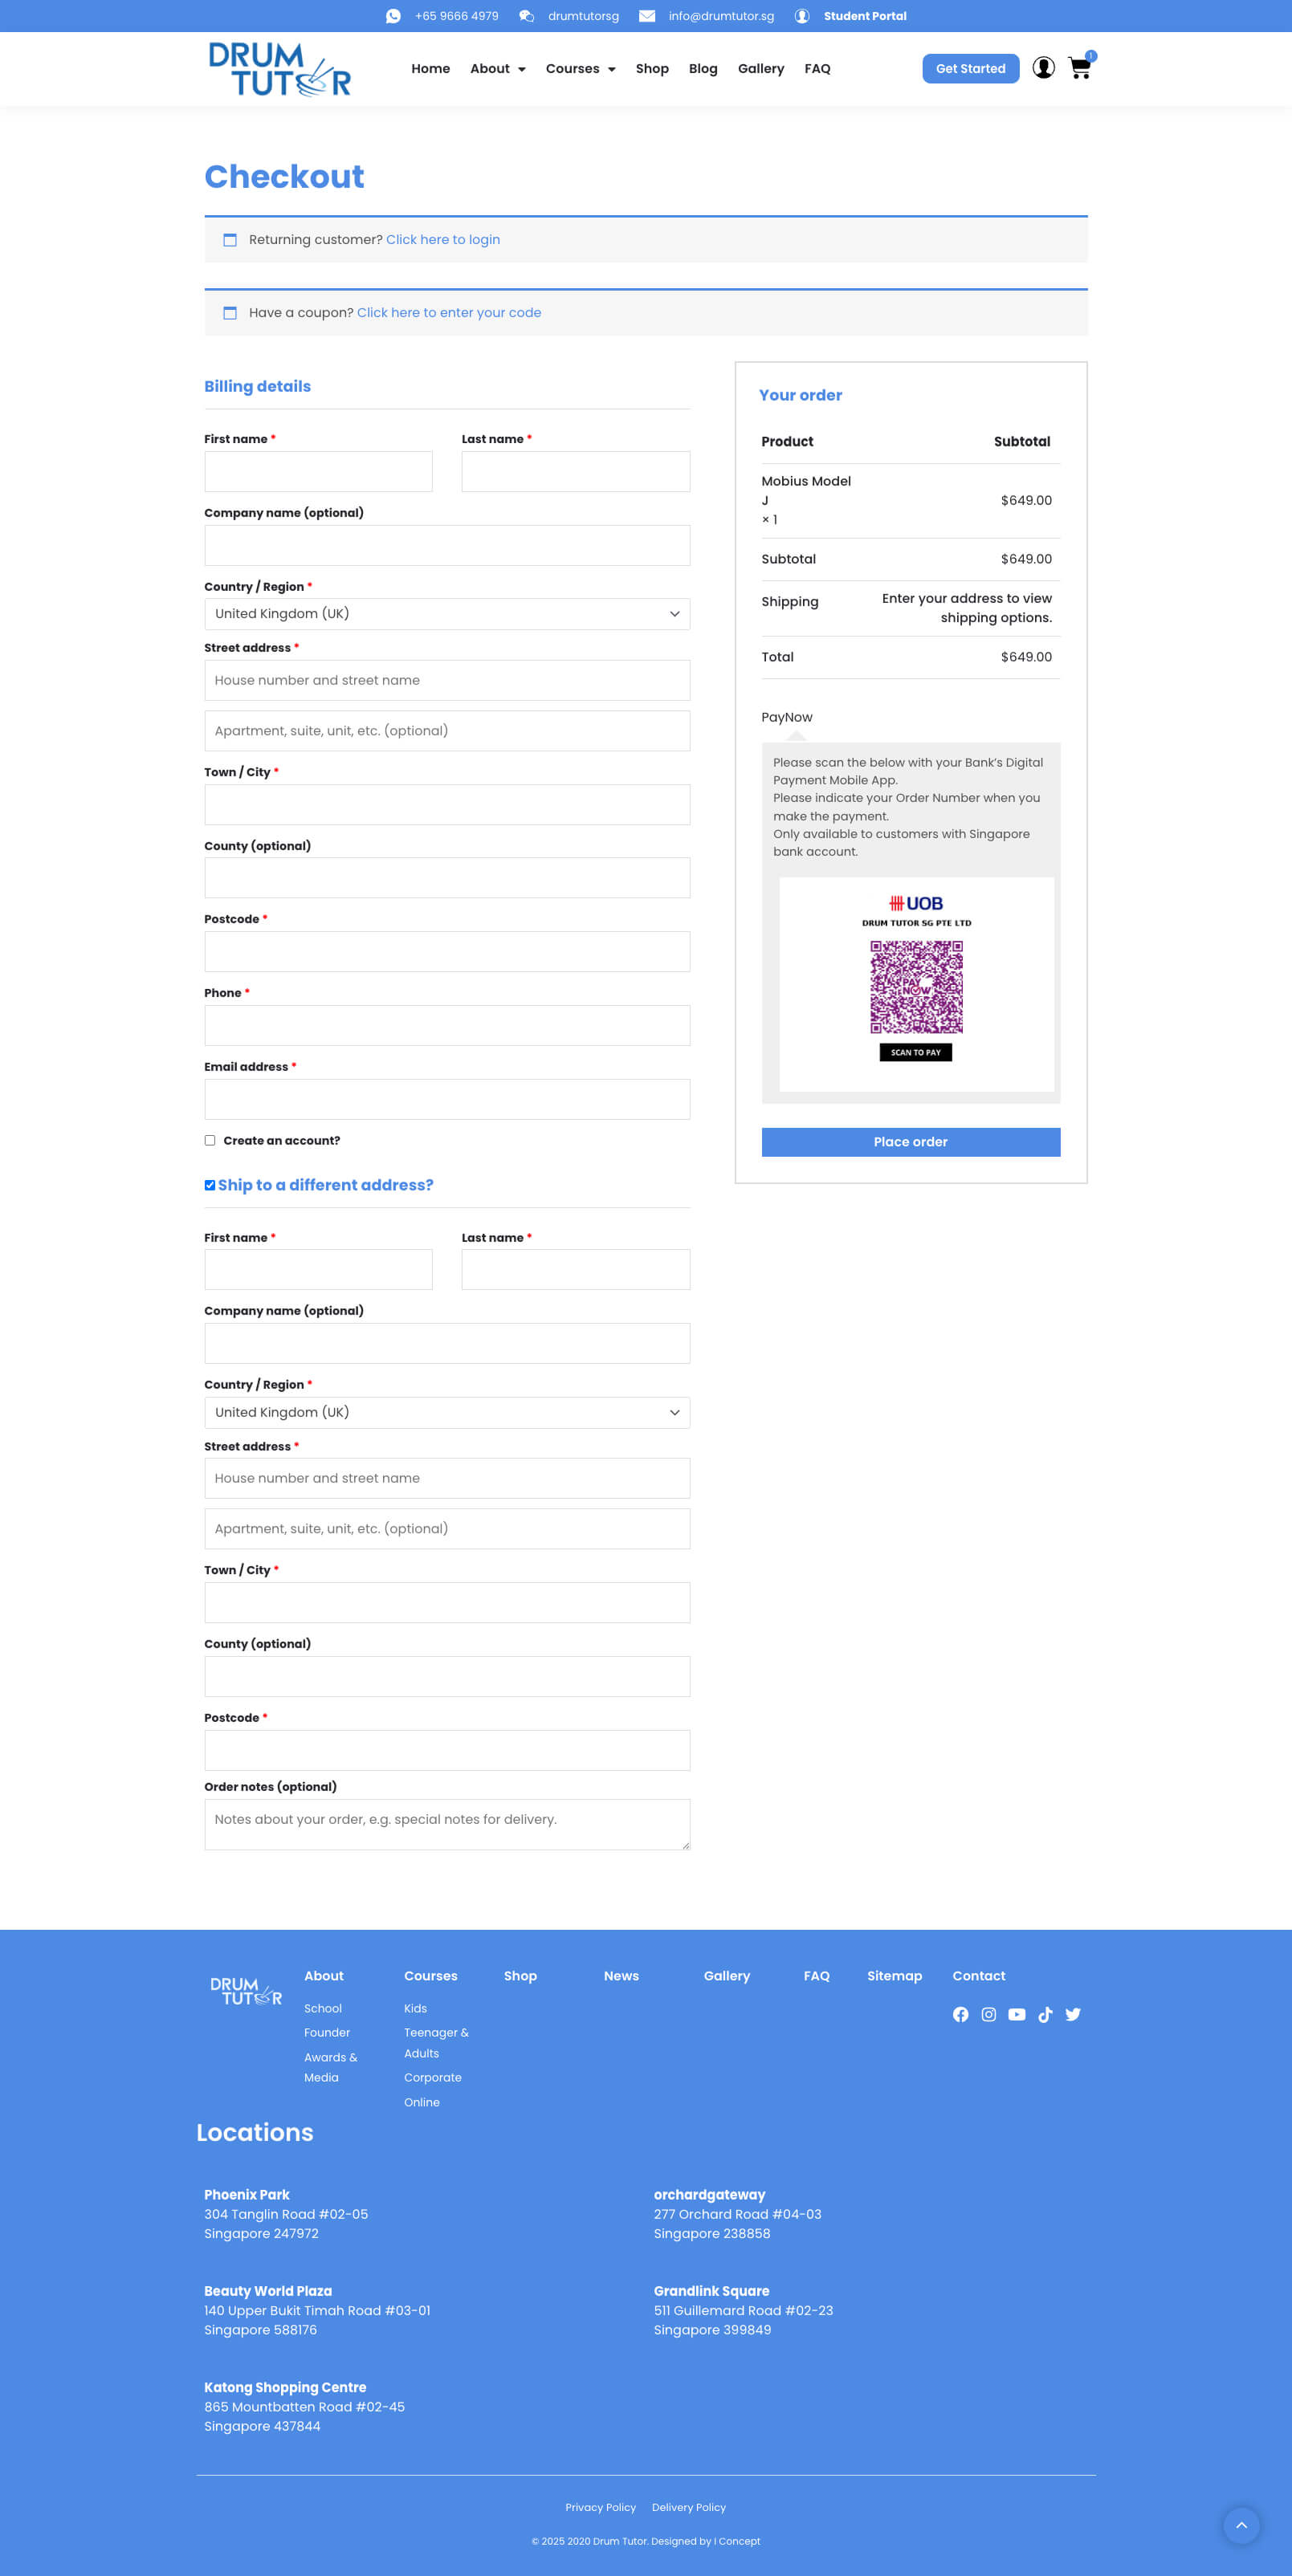 +65 9666 4979 drumtutorsg info@drumtutor.sg Student Portal
DRUM
TUTOR
Home About Courses Shop Blog Gallery FAQ
Get Started
1
Checkout
Returning customer? Click here to login
Have a coupon? Click here to enter your code
Billing details
First name *
Last name *
Company name (optional)
Country / Region *
United Kingdom (UK)
Street address *
House number and street name
Apartment, suite, unit, etc. (optional)
Town / City *
County (optional)
Postcode *
Phone *
Email address *
Create an account?
Ship to a different address?
First name *
Last name *
Company name (optional)
Country / Region *
United Kingdom (UK)
Street address *
House number and street name
Apartment, suite, unit, etc. (optional)
Town / City *
County (optional)
Postcode *
Order notes (optional)
Notes about your order, e.g. special notes for delivery.
Your order
Product Subtotal
Mobius Model
J
× 1
$649.00
Subtotal $649.00
Shipping
Enter your address to view
shipping options.
Total $649.00
PayNow
Please scan the below with your Bank’s Digital
Payment Mobile App.
Please indicate your Order Number when you
make the payment.
Only available to customers with Singapore
bank account.
UOB
DRUM TUTOR SG PTE LTD
PAY
NOW
SCAN TO PAY
Place order
DRUM
TUTOR
About
School
Founder
Awards &
Media
Courses
Kids
Teenager &
Adults
Corporate
Online
Shop
News
Gallery
FAQ
Sitemap
Contact
Locations
Phoenix Park
304 Tanglin Road #02-05
Singapore 247972
orchardgateway
277 Orchard Road #04-03
Singapore 238858
Beauty World Plaza
140 Upper Bukit Timah Road #03-01
Singapore 588176
Grandlink Square
511 Guillemard Road #02-23
Singapore 399849
Katong Shopping Centre
865 Mountbatten Road #02-45
Singapore 437844
Privacy Policy Delivery Policy
© 2025 2020 Drum Tutor. Designed by I Concept